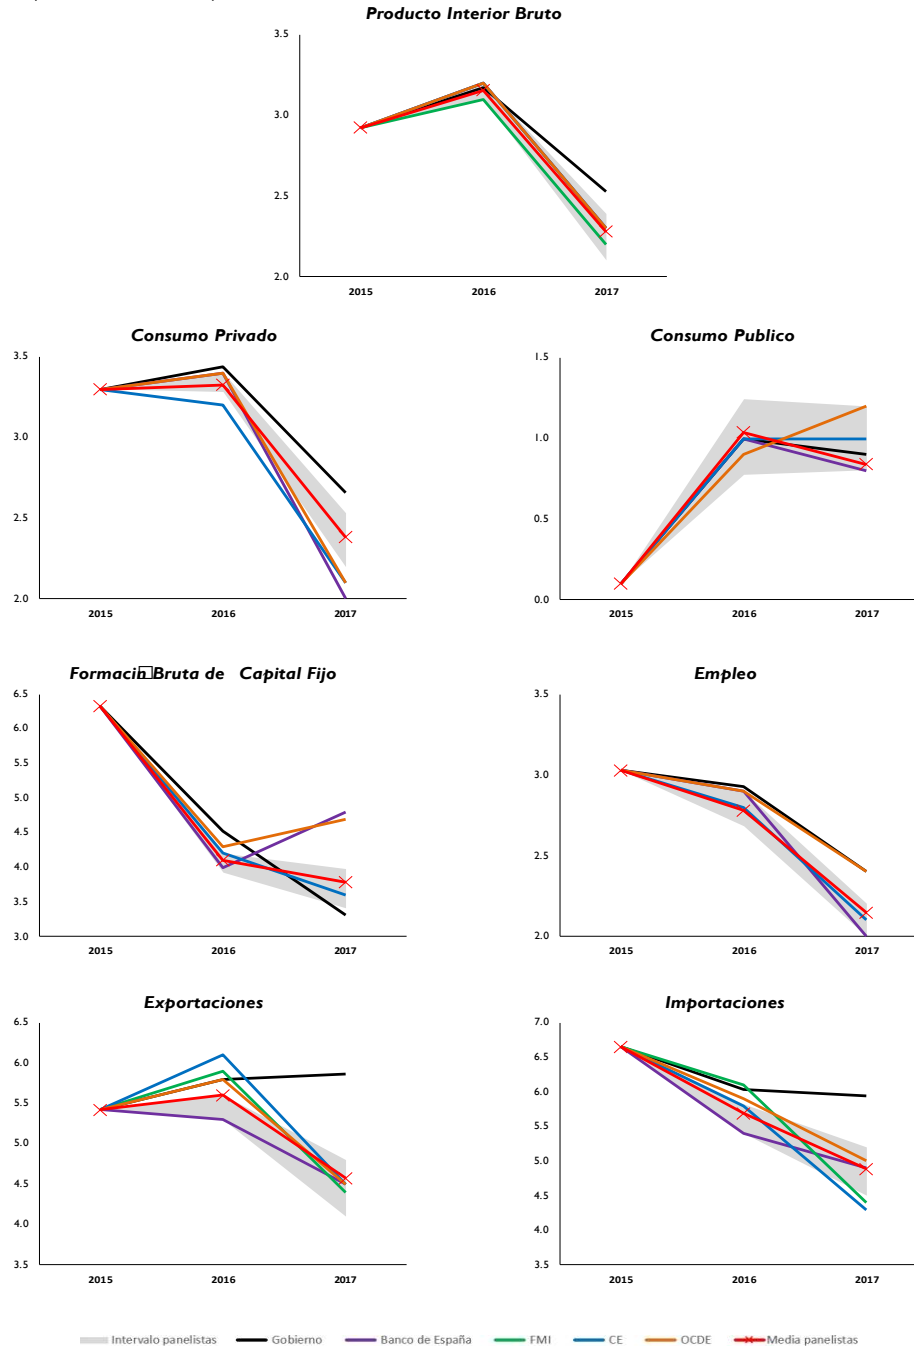 Producto Interior Bruto
3.5
3.0
2.5
2.0
2015 2016 2017
Consumo Privado
3.5
3.0
2.5
2.0
2015 2016 2017
Consumo Publico
1.5
1.0
0.5
0.0
2015 2016 2017
Formacin□Bruta de Capital Fijo
6.5
6.0
5.5
5.0
4.5
4.0
3.5
3.0
2015 2016 2017
Empleo
3.5
3.0
2.5
2.0
2015 2016 2017
Exportaciones
6.5
6.0
5.5
5.0
4.5
4.0
3.5
2015 2016 2017
Importaciones
7.0
6.5
6.0
5.5
5.0
4.5
4.0
3.5
2015 2016 2017
Intervalo panelistas Gobierno Banco de España FMI CE OCDE Media panelistas